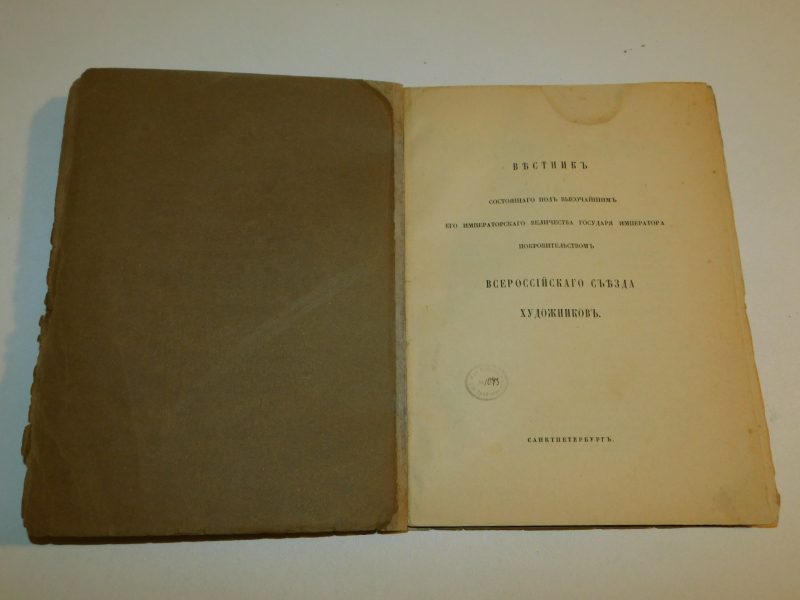 ВѢСТНИКЪ
СОСТОЯЩАГО ПОДЪ ВЫСОЧАЙШИМЪ
ЕГО ИМПЕРАТОРСКАГО ВЕЛИЧЕСТВА ГОСУДАРЯ ИМПЕРАТОРА
ПОКРОВИТЕЛЬСТВОМЪ
ВСЕРОССІЙСКАГО СЪѢЗДА
ХУДОЖНИКОВЪ.
САНКТПЕТЕРБУРГЪ.